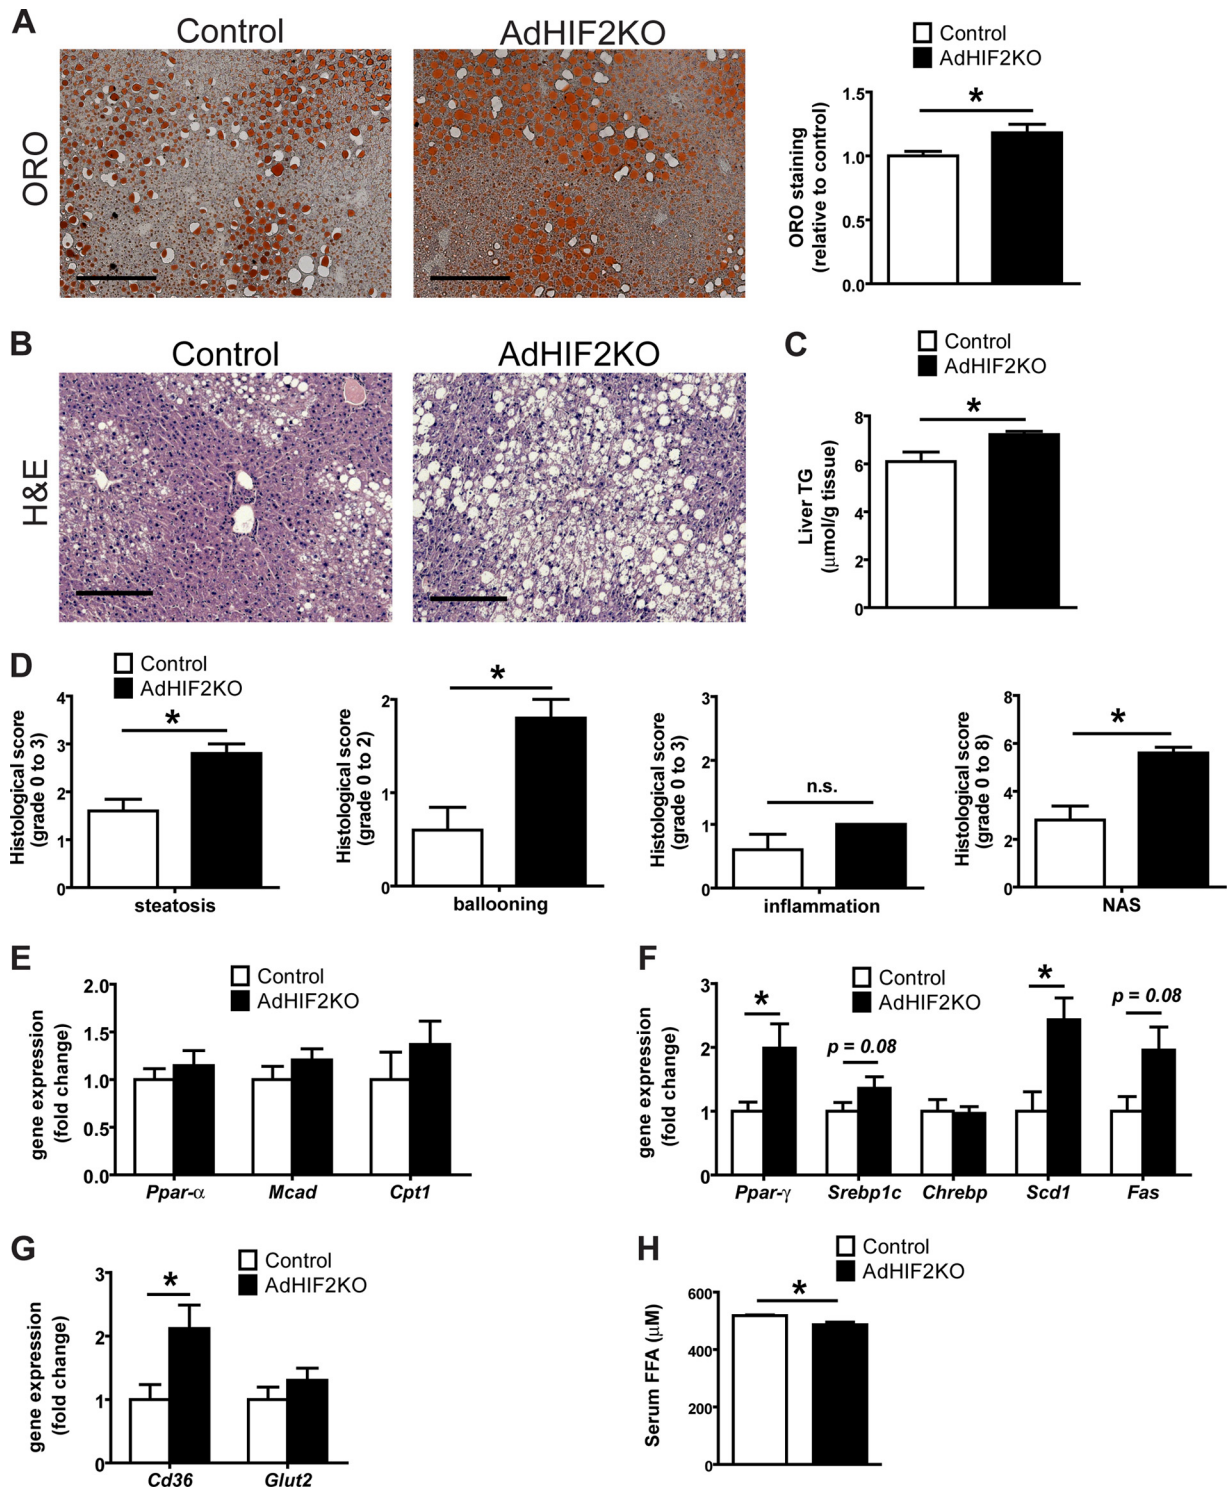 A
Control
AdHIF2KO
ORO
Control
AdHIF2KO
*
ORO staining
(relative to control)
1.5
1.0
0.5
0.0
B
Control
AdHIF2KO
H&E
C
Control
AdHIF2KO
*
Liver TG
(μmol/g tissue)
8
6
4
2
0
D
Control
AdHIF2KO
*
Histological score
(grade 0 to 3)
4
3
2
1
0
steatosis
*
Histological score
(grade 0 to 2)
2
1
0
ballooning
n.s.
Histological score
(grade 0 to 3)
3
2
1
0
inflammation
*
Histological score
(grade 0 to 8)
8
6
4
2
0
NAS
E
Control
AdHIF2KO
gene expression
(fold change)
2.0
1.5
1.0
0.5
0.0
Ppar-α Mcad Cpt1
F
Control
AdHIF2KO
gene expression
(fold change)
3
2
1
0
*
p = 0.08
*
p = 0.08
Ppar-γ Srebp1c Chrebp Scd1 Fas
G
Control
AdHIF2KO
gene expression
(fold change)
3
2
1
0
*
Cd36 Glut2
H
Control
AdHIF2KO
*
Serum FFA (μM)
600
400
200
0